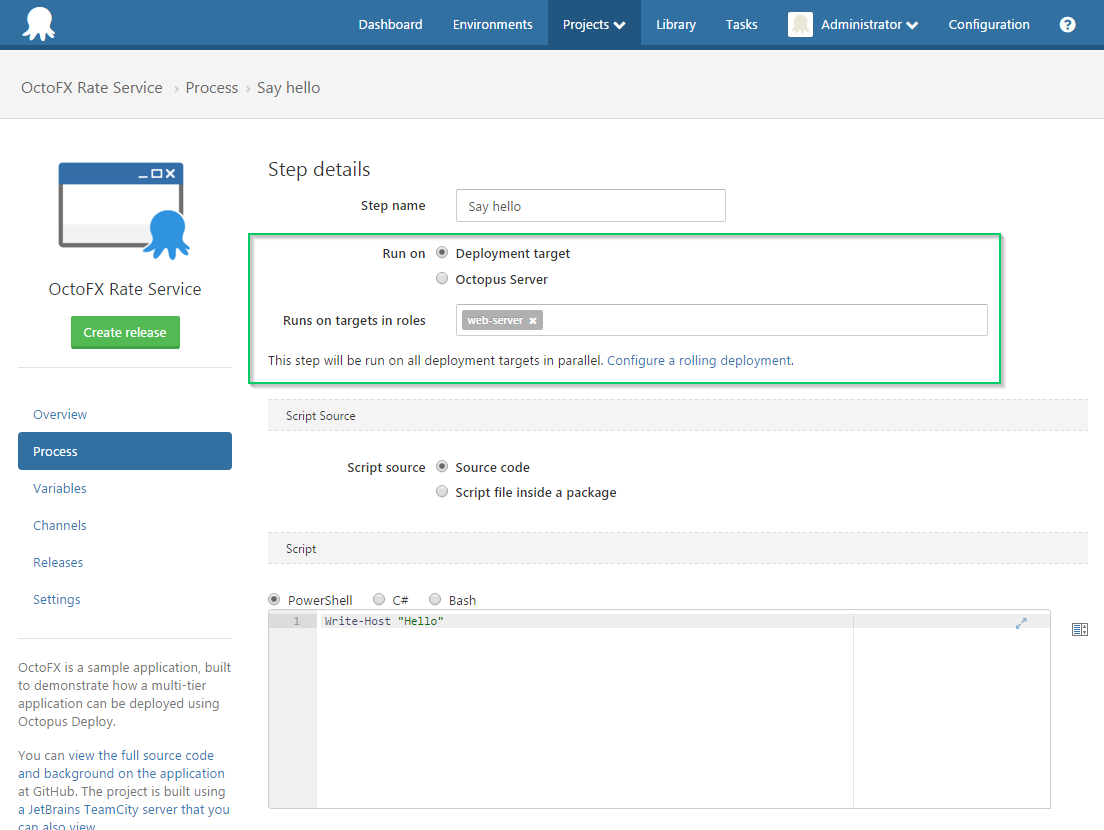 Dashboard Environments Projects Library Tasks Administrator Configuration ?
OctoFX Rate Service › Process › Say hello
Step details
Step name Say hello
Run on Deployment target
Octopus Server
Runs on targets in roles web-server ×
This step will be run on all deployment targets in parallel. Configure a rolling deployment.
Script Source
Script source Source code
Script file inside a package
Script
PowerShell C# Bash
1 Write-Host "Hello"
OctoFX Rate Service
Create release
Overview
Process
Variables
Channels
Releases
Settings
OctoFX is a sample application, built
to demonstrate how a multi-tier
application can be deployed using
Octopus Deploy.
You can view the full source code
and background on the application
at GitHub. The project is built using
a JetBrains TeamCity server that you
can also view